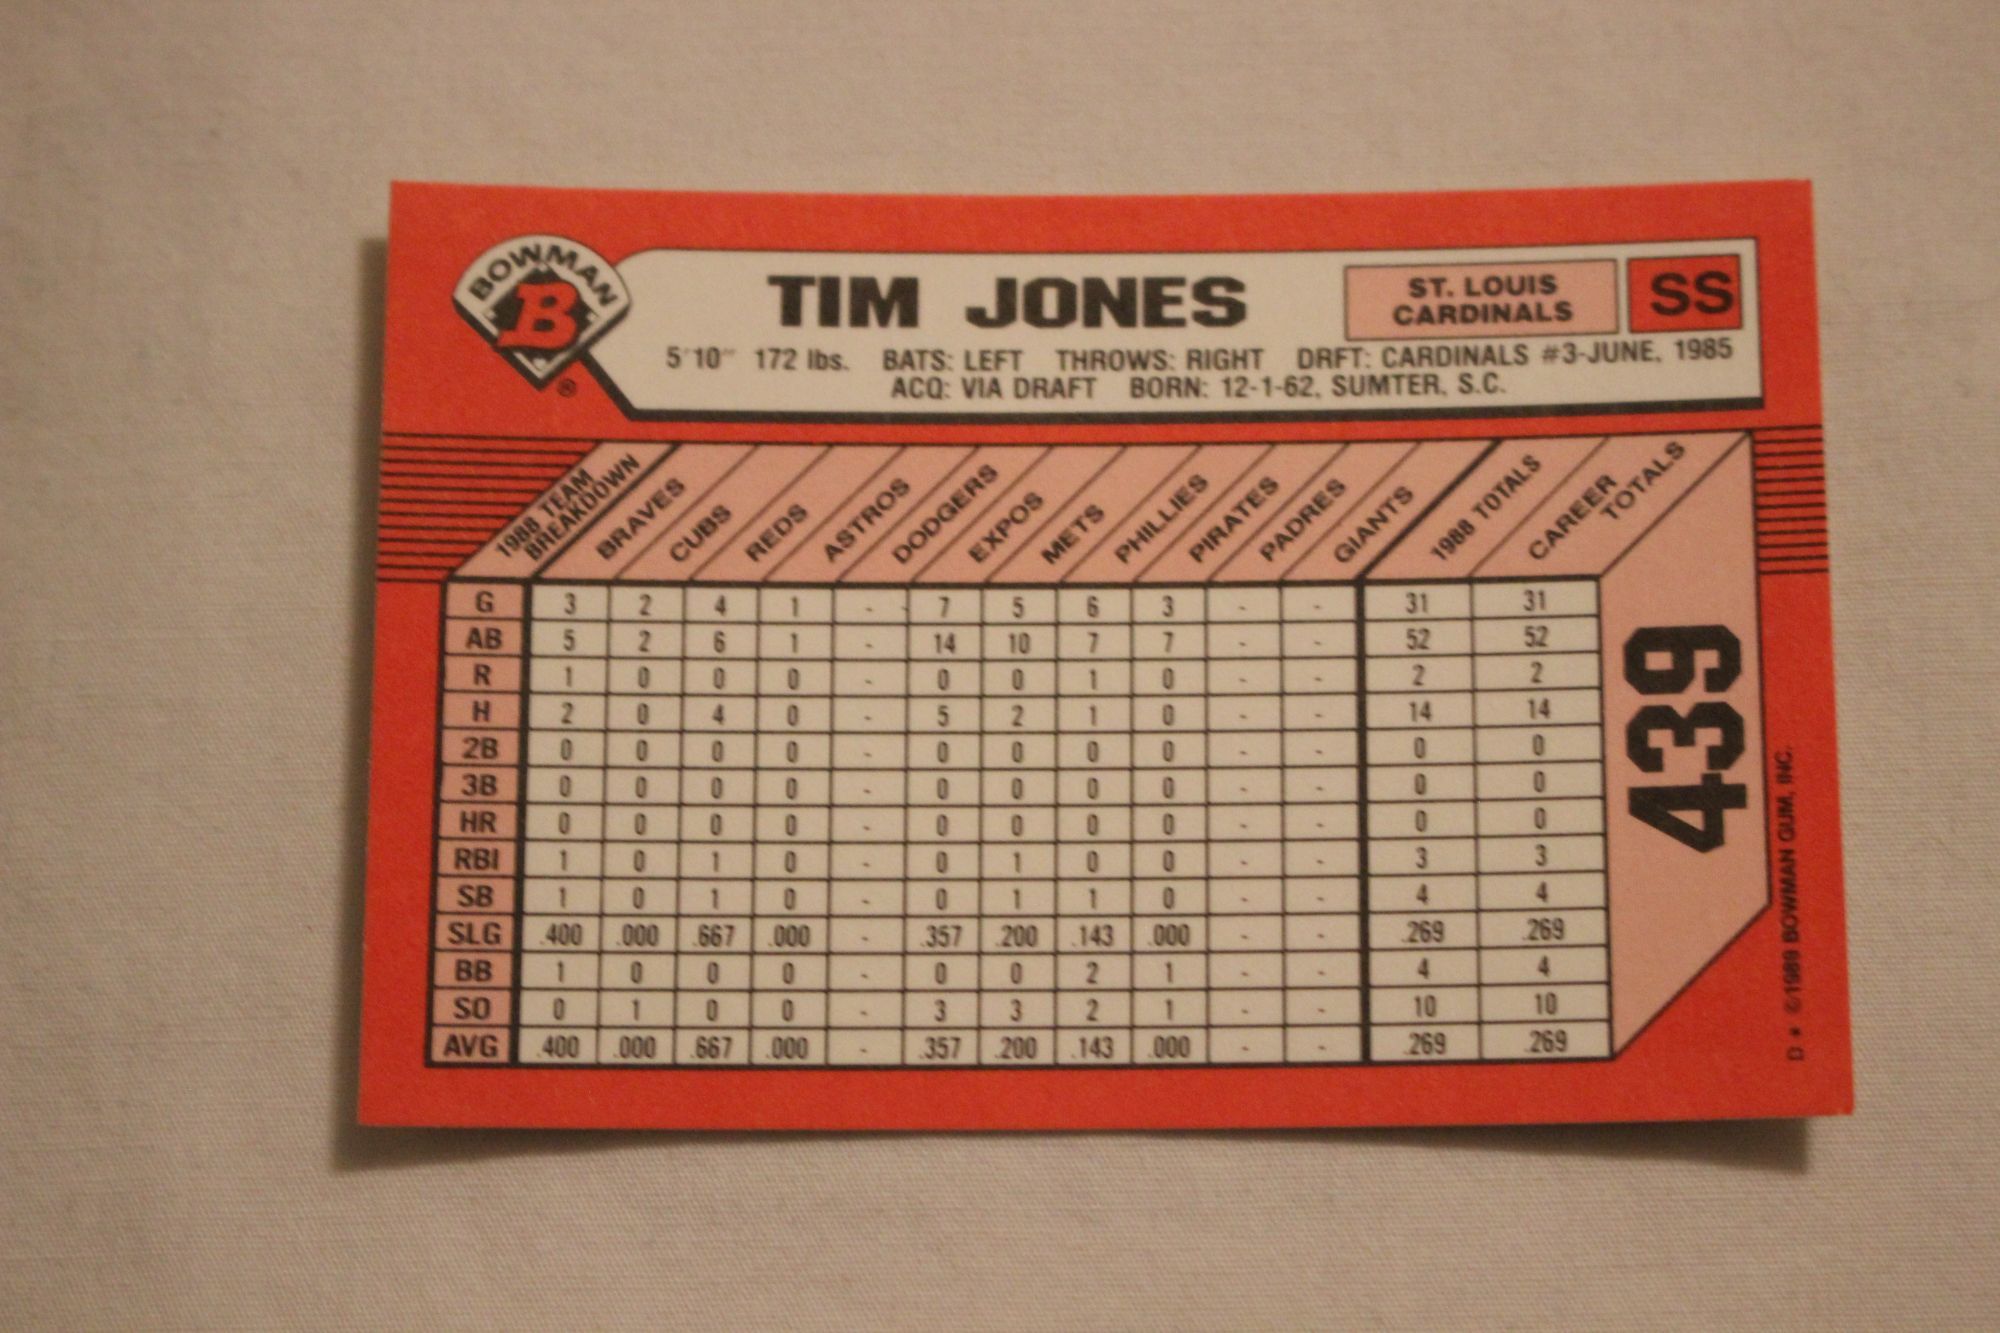 BOWMAN
B
®
TIM JONES
ST. LOUIS
CARDINALS
SS
5'10" 172 lbs. BATS: LEFT THROWS: RIGHT DRFT: CARDINALS #3-JUNE, 1985
ACQ: VIA DRAFT BORN: 12-1-62, SUMTER, S.C.
1988 TEAM BREAKDOWN BRAVES CUBS REDS ASTROS DODGERS EXPOS METS PHILLIES PIRATES PADRES GIANTS 1988 TOTALS CAREER TOTALS
G 3 2 4 1 - 7 5 6 3 - - 31 31
AB 5 2 6 1 - 14 10 7 7 - - 52 52
R 1 0 0 0 - 0 0 1 0 - - 2 2
H 2 0 4 0 - 5 2 1 0 - - 14 14
2B 0 0 0 0 - 0 0 0 0 - - 0 0
3B 0 0 0 0 - 0 0 0 0 - - 0 0
HR 0 0 0 0 - 0 0 0 0 - - 0 0
RBI 1 0 1 0 - 0 1 0 0 - - 3 3
SB 1 0 1 0 - 0 1 1 0 - - 4 4
SLG .400 .000 .667 .000 - .357 .200 .143 .000 - - .269 .269
BB 1 0 0 0 - 0 0 2 1 - - 4 4
SO 0 1 0 0 - 3 3 2 1 - - 10 10
AVG .400 .000 .667 .000 - .357 .200 .143 .000 - - .269 .269
439
D * ©1989 BOWMAN GUM, INC.